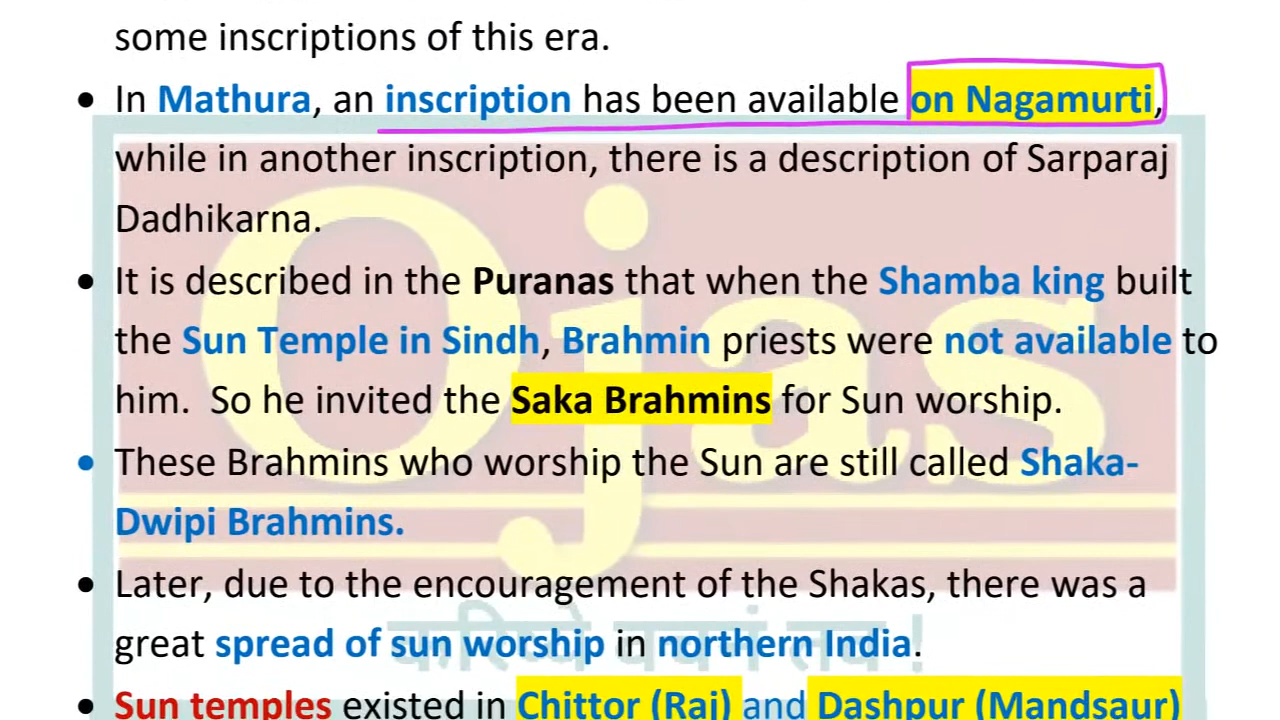 some inscriptions of this era.
• In Mathura, an inscription has been available on Nagamurti,
while in another inscription, there is a description of Sarparaj
Dadhikarna.
• It is described in the Puranas that when the Shamba king built
the Sun Temple in Sindh, Brahmin priests were not available to
him. So he invited the Saka Brahmins for Sun worship.
• These Brahmins who worship the Sun are still called Shaka-
Dwipi Brahmins.
• Later, due to the encouragement of the Shakas, there was a
great spread of sun worship in northern India.
• Sun temples existed in Chittor (Raj) and Dashpur (Mandsaur)
Ojas
करिष्ये वचनं तव !